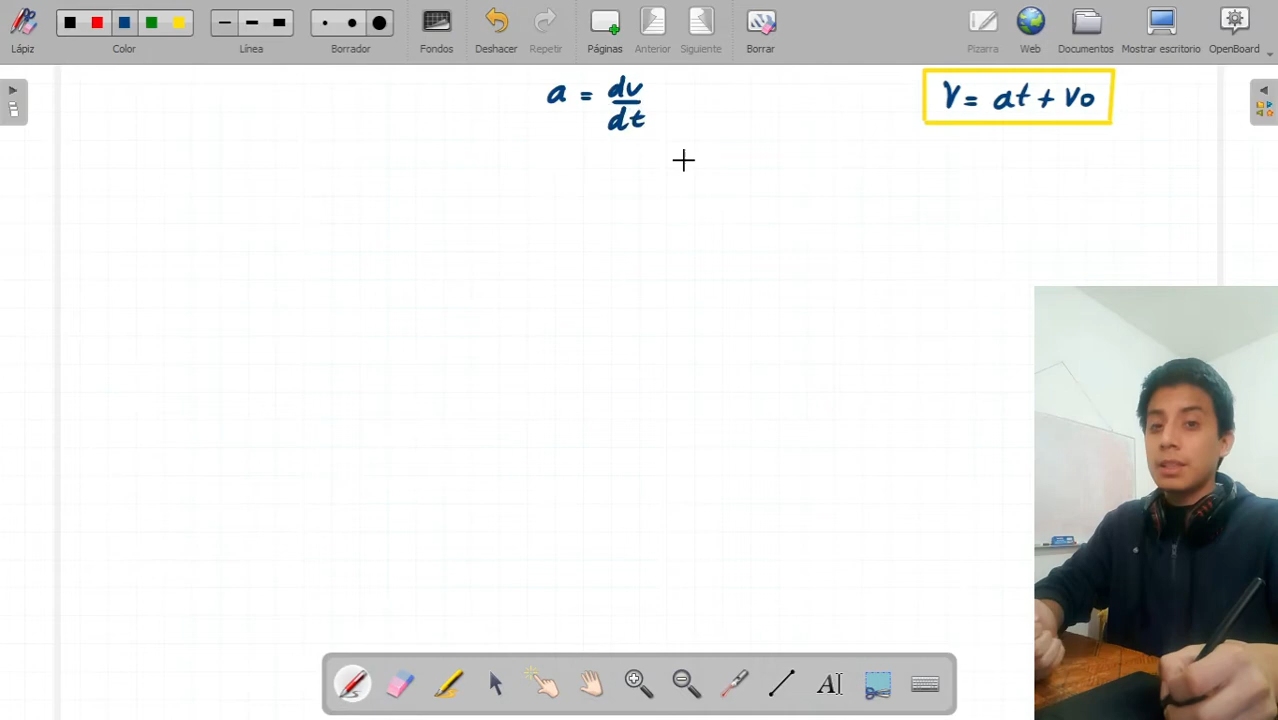 Lápiz
Color
Línea
Borrador
Fondos
Deshacer
Repetir
Páginas
Anterior
Siguiente
Borrar
Pizarra
Web
Documentos
Mostrar escritorio
OpenBoard
a = dv
dt
V = at + vo
A